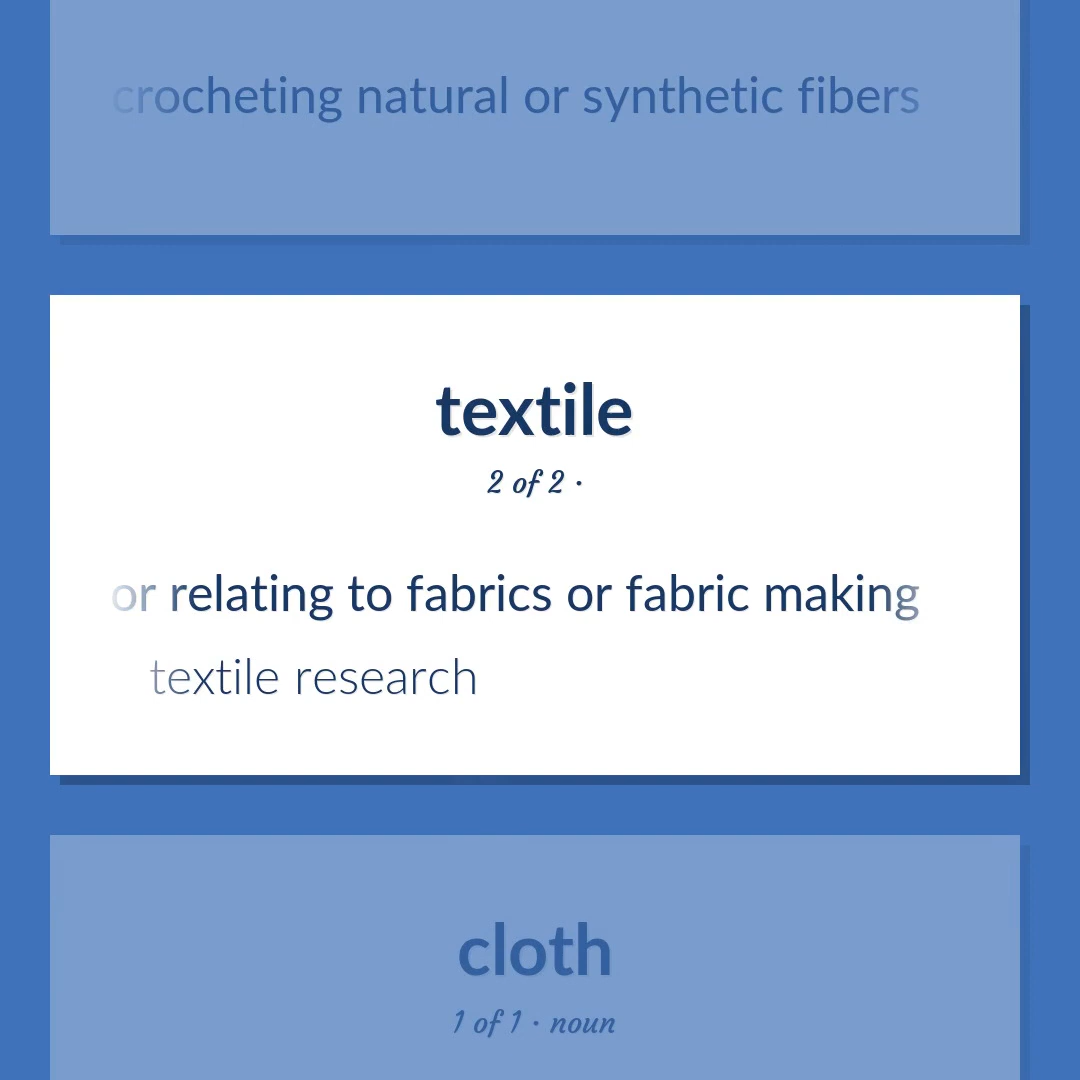 crocheting natural or synthetic fibers
textile
2 of 2 ·
or relating to fabrics or fabric making
textile research
cloth
1 of 1 · noun